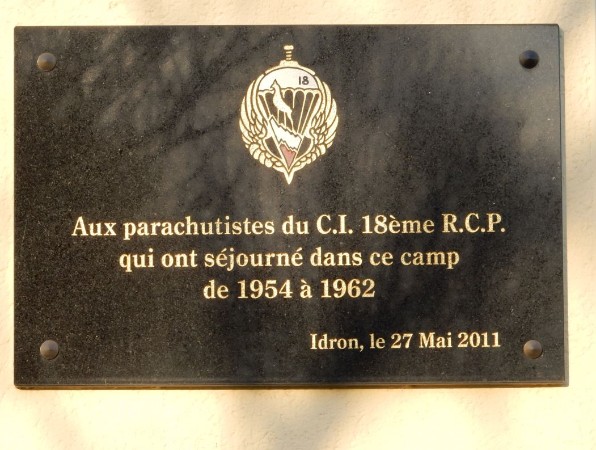 18
Aux parachutistes du C.I. 18ème R.C.P.
qui ont séjourné dans ce camp
de 1954 à 1962
Idron, le 27 Mai 2011